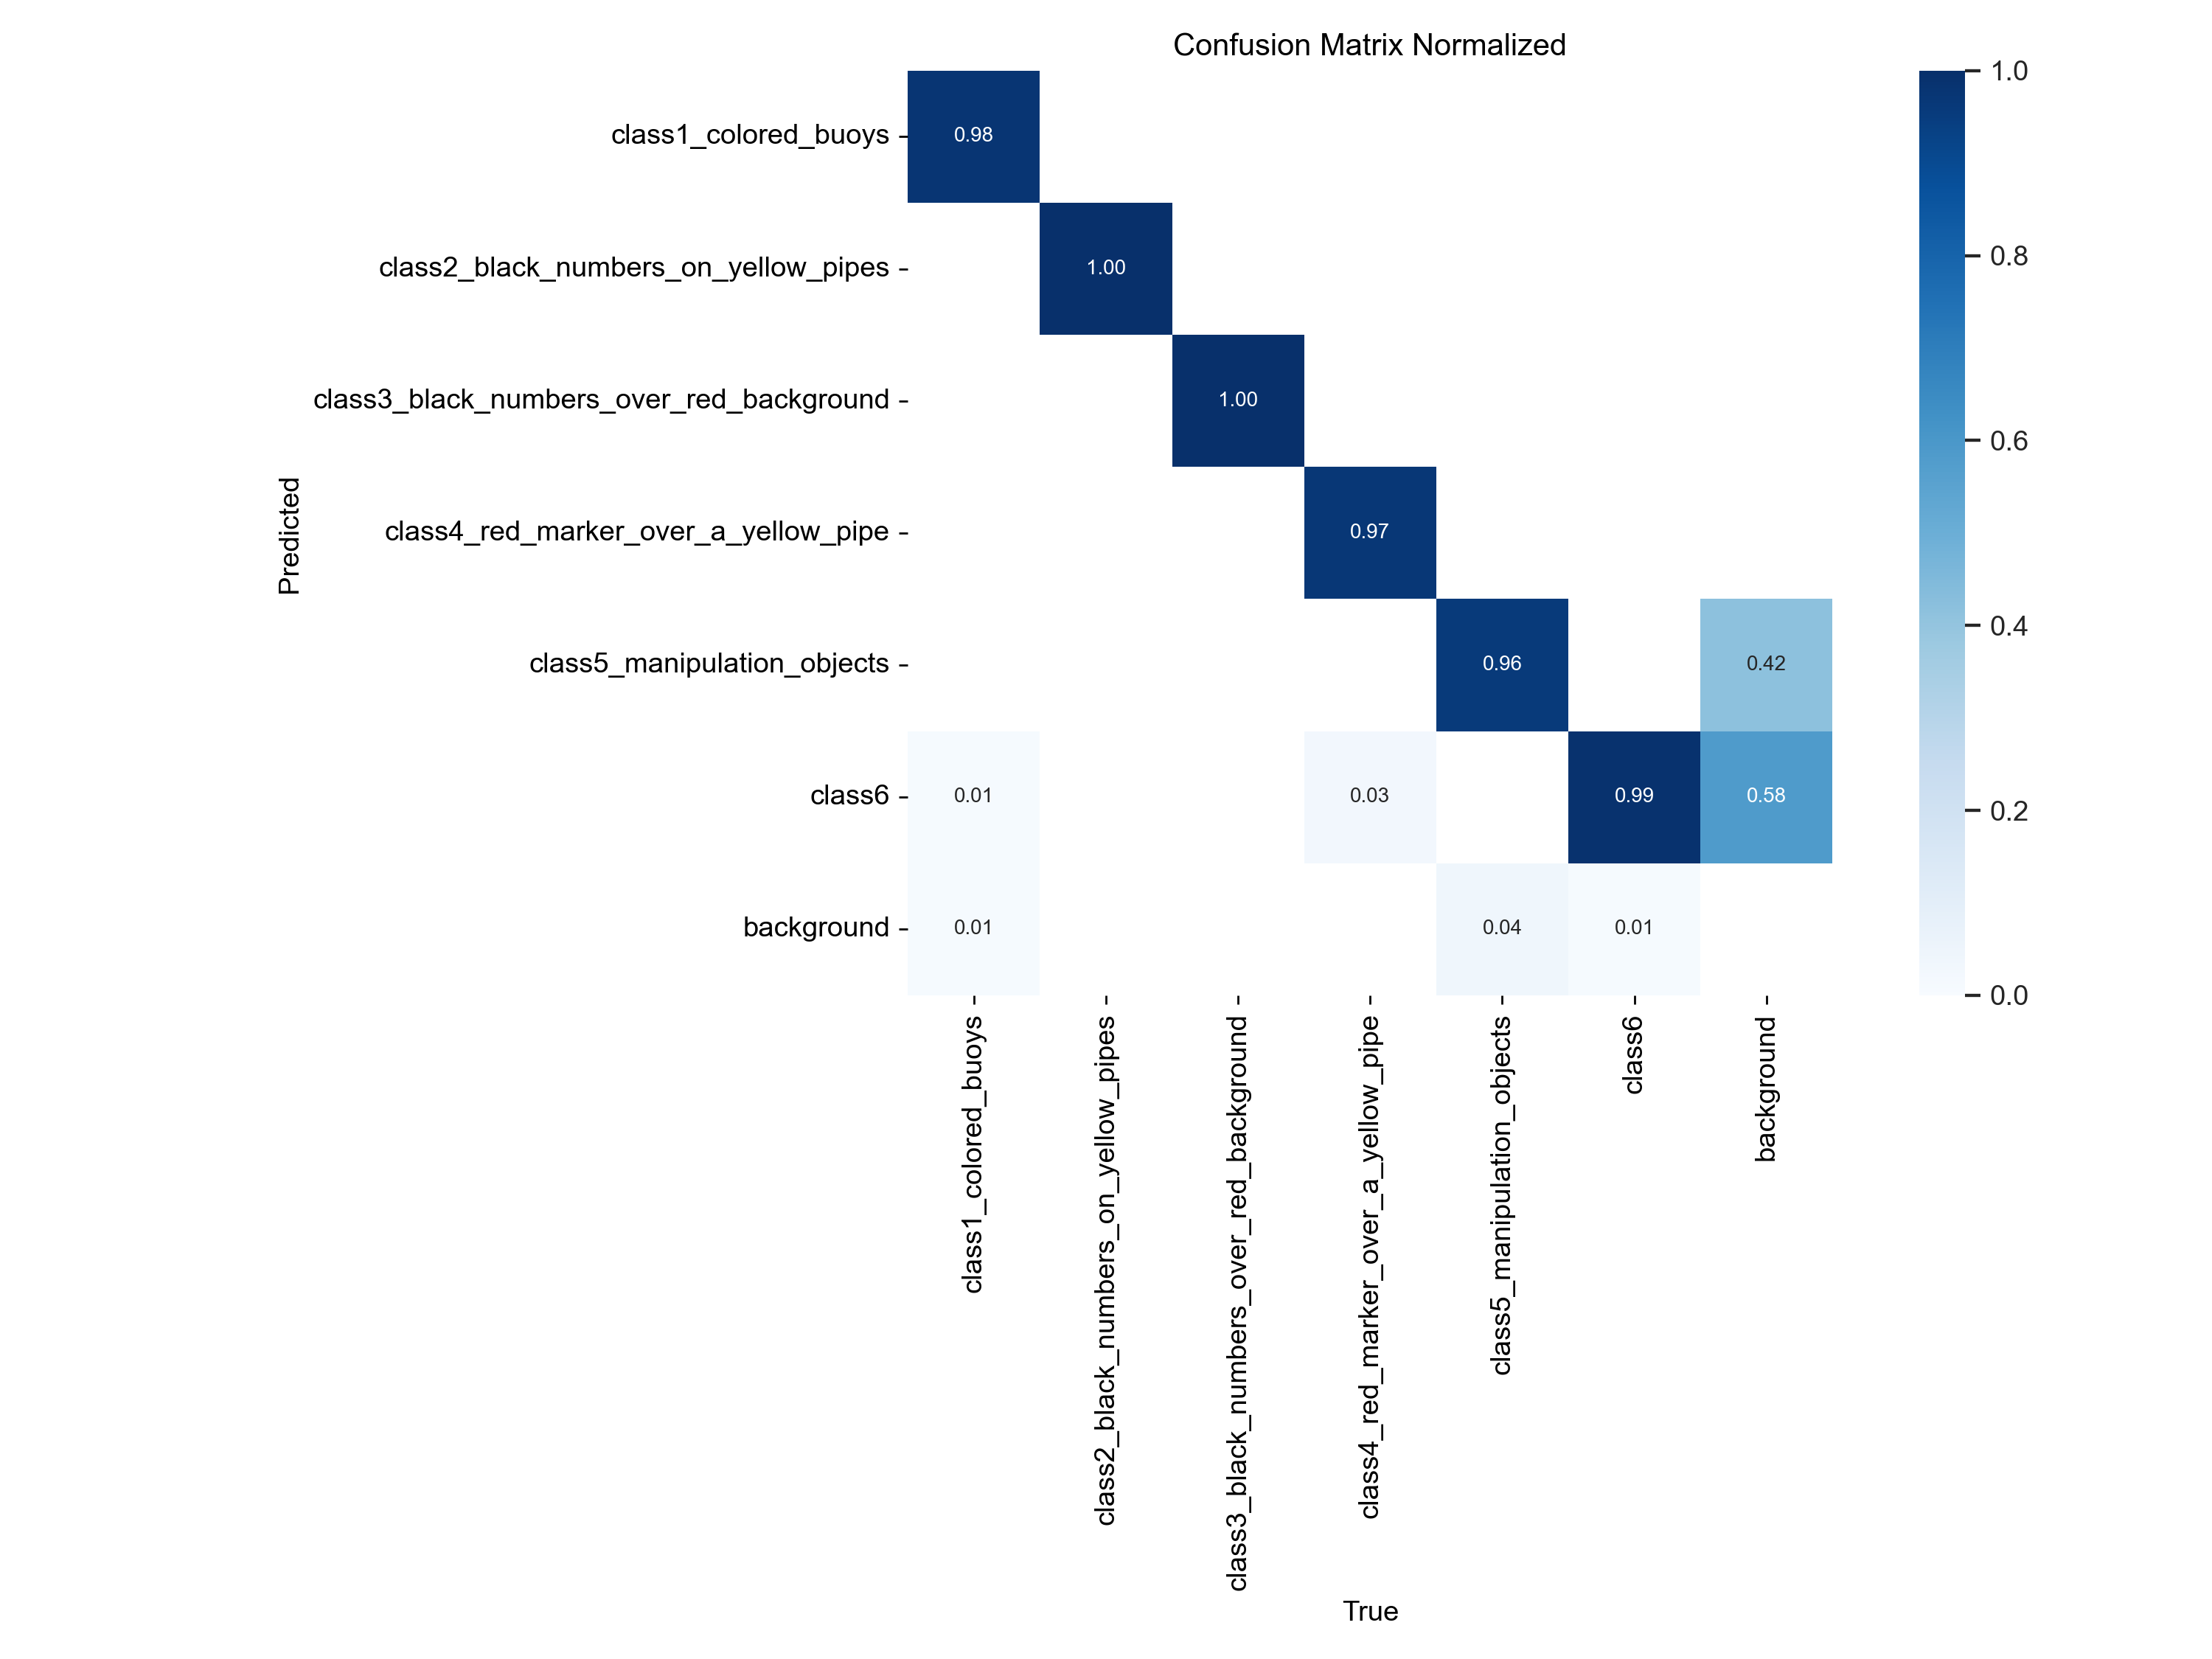 Confusion Matrix Normalized
class1_colored_buoys
class2_black_numbers_on_yellow_pipes
class3_black_numbers_over_red_background
class4_red_marker_over_a_yellow_pipe
class5_manipulation_objects
class6
background
Predicted
0.98
1.00
1.00
0.97
0.96 0.42
0.01 0.03 0.99 0.58
0.01 0.04 0.01
1.0
0.8
0.6
0.4
0.2
0.0
class1_colored_buoys
class2_black_numbers_on_yellow_pipes
class3_black_numbers_over_red_background
class4_red_marker_over_a_yellow_pipe
class5_manipulation_objects
class6
background
True